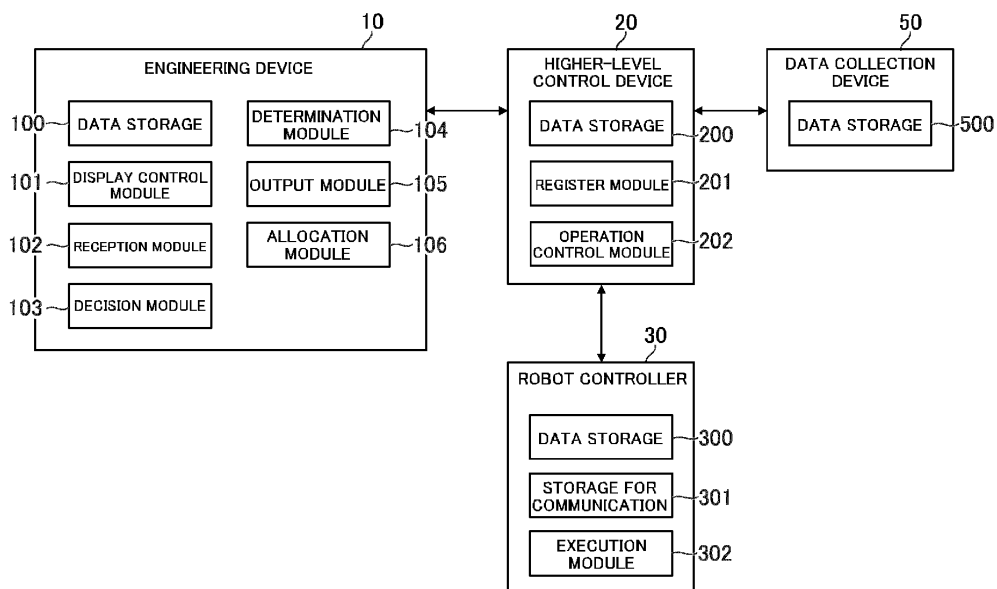 10
ENGINEERING DEVICE
100
DATA STORAGE
101
DISPLAY CONTROL
MODULE
102
RECEPTION MODULE
103
DECISION MODULE
DETERMINATION
MODULE
104
OUTPUT MODULE
105
ALLOCATION
MODULE
106
20
HIGHER-LEVEL
CONTROL DEVICE
DATA STORAGE
200
REGISTER MODULE
201
OPERATION
CONTROL MODULE
202
50
DATA COLLECTION
DEVICE
DATA STORAGE
500
30
ROBOT CONTROLLER
DATA STORAGE
300
STORAGE FOR
COMMUNICATION
301
EXECUTION
MODULE
302